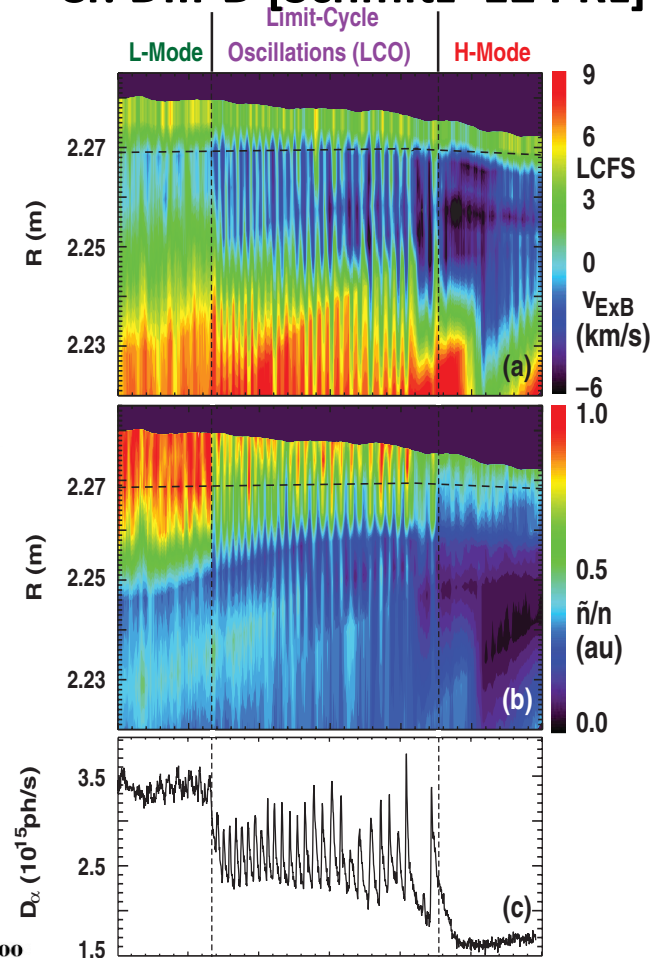 Limit-Cycle
L-Mode Oscillations (LCO) H-Mode
9
6
LCFS
3
0
vExB
(km/s)
−6
2.27
2.25
2.23
R (m)
(a)
1.0
0.5
ñ/n
(au)
0.0
2.27
2.25
2.23
R (m)
(b)
3.5
2.5
1.5
Dα (10¹⁵ph/s)
(c)
00